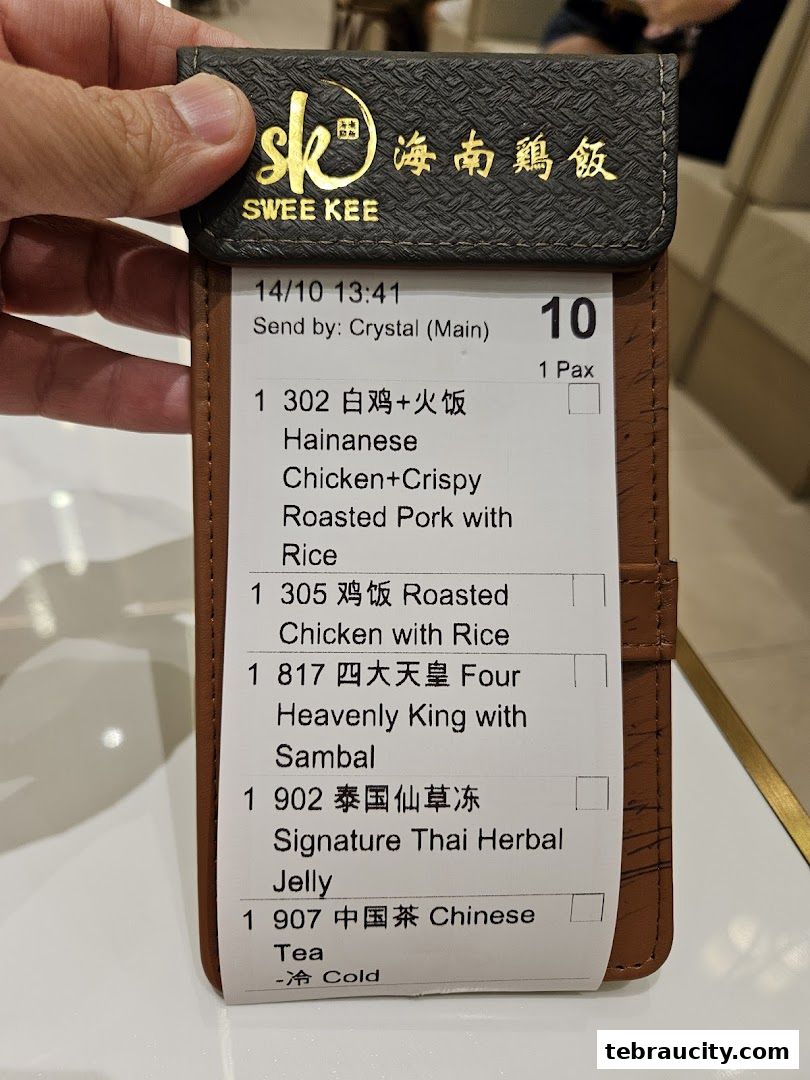 sk
SWEE KEE
海南鷄飯
14/10 13:41
10
Send by: Crystal (Main)
1 Pax
1 302 白鸡+火饭
Hainanese
Chicken+Crispy
Roasted Pork with
Rice
1 305 鸡饭 Roasted
Chicken with Rice
1 817 四大天皇 Four
Heavenly King with
Sambal
1 902 泰国仙草冻
Signature Thai Herbal
Jelly
1 907 中国茶 Chinese
Tea
-冷 Cold
tebraucity.com